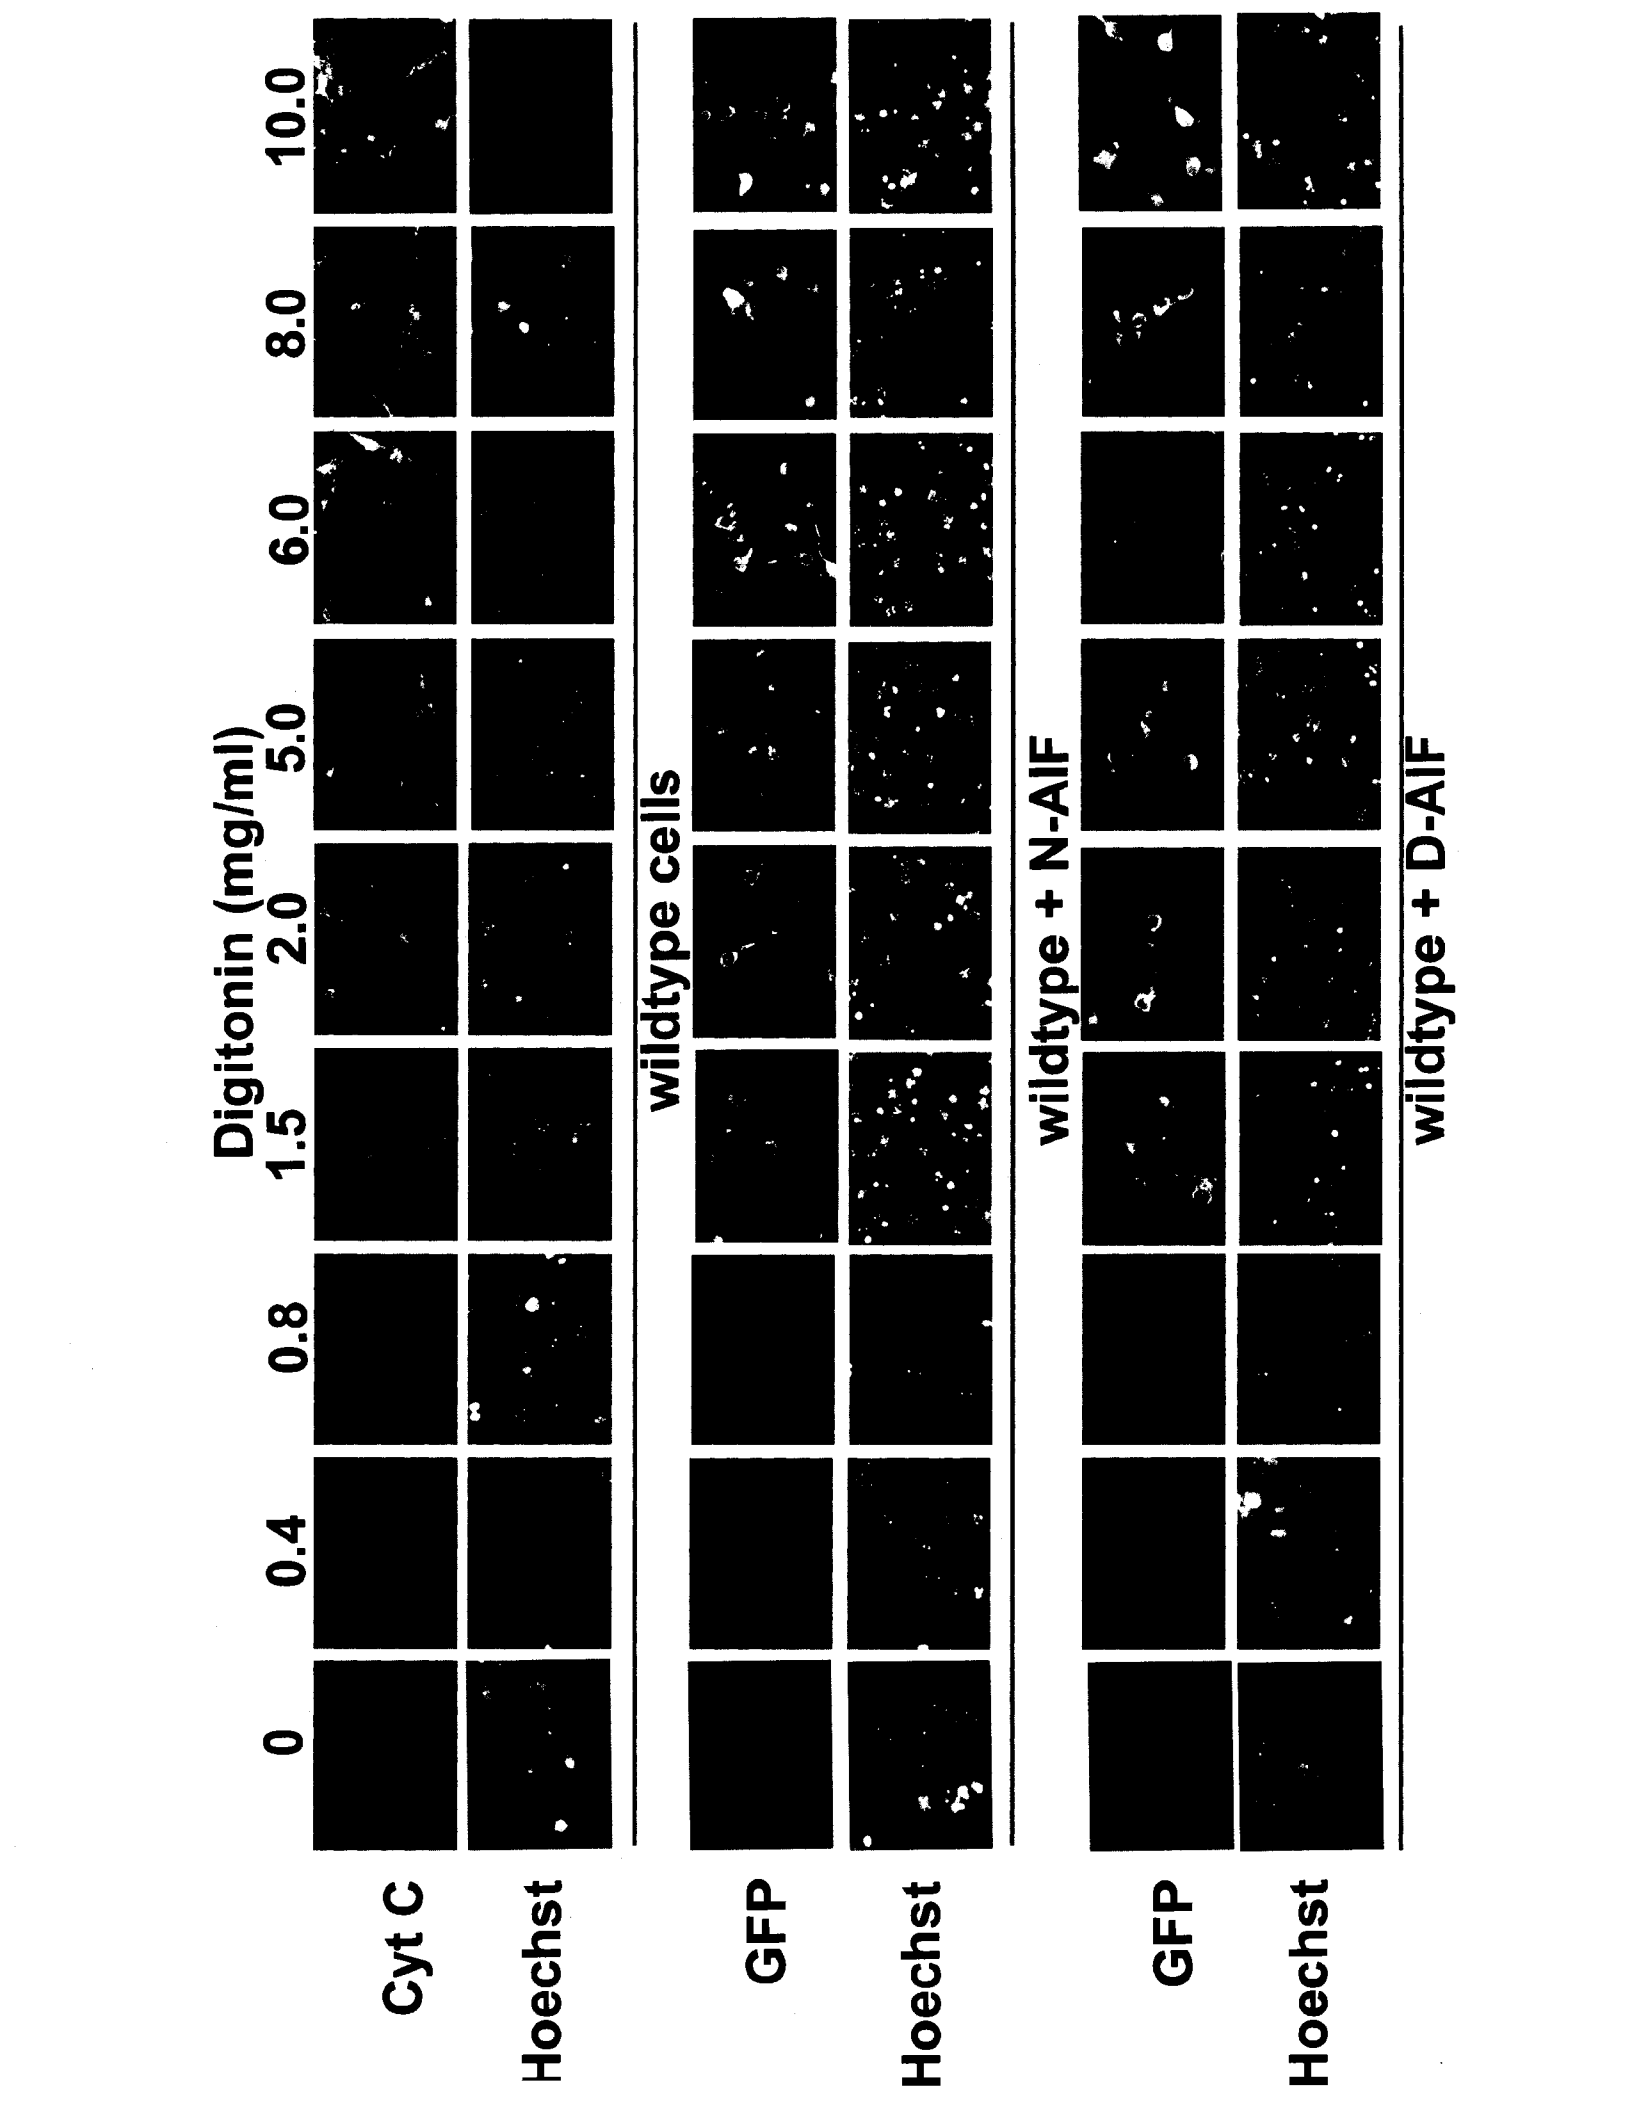 Digitonin (mg/ml)
0 0.4 0.8 1.5 2.0 5.0 6.0 8.0 10.0
Cyt C
Hoechst
wildtype cells
GFP
Hoechst
wildtype + N-AIF
GFP
Hoechst
wildtype + D-AIF